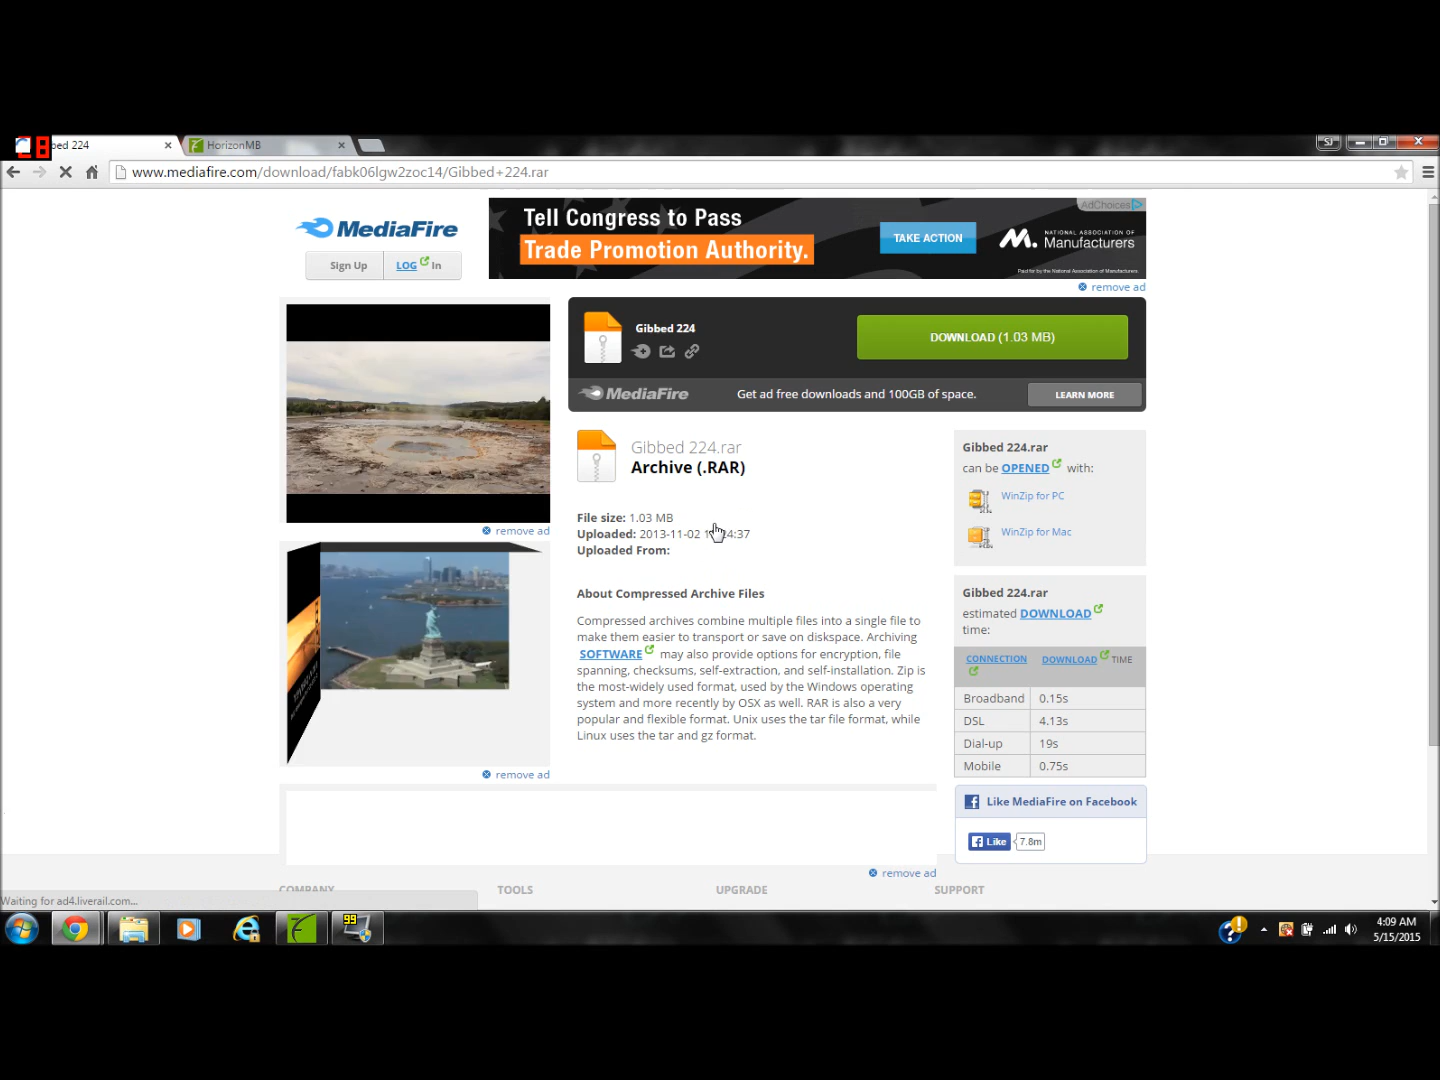 bed 224
HorizonMB
SJ
www.mediafire.com/download/fabk06lgw2zoc14/Gibbed+224.rar
MediaFire
Sign Up
LOG In
Tell Congress to Pass
Trade Promotion Authority.
TAKE ACTION
AdChoices
NATIONAL ASSOCIATION OF
Manufacturers
Paid for by the National Association of Manufacturers
remove ad
Gibbed 224
DOWNLOAD (1.03 MB)
MediaFire
Get ad free downloads and 100GB of space.
LEARN MORE
remove ad
remove ad
Gibbed 224.rar
Archive (.RAR)
File size: 1.03 MB
Uploaded: 2013-11-02 1 4:37
Uploaded From:
About Compressed Archive Files
Compressed archives combine multiple files into a single file to
make them easier to transport or save on diskspace. Archiving
SOFTWARE may also provide options for encryption, file
spanning, checksums, self-extraction, and self-installation. Zip is
the most-widely used format, used by the Windows operating
system and more recently by OSX as well. RAR is also a very
popular and flexible format. Unix uses the tar file format, while
Linux uses the tar and gz format.
Gibbed 224.rar
can be OPENED with:
WinZip for PC
WinZip for Mac
Gibbed 224.rar
estimated DOWNLOAD
time:
CONNECTION DOWNLOAD TIME
Broadband 0.15s
DSL 4.13s
Dial-up 19s
Mobile 0.75s
Like MediaFire on Facebook
Like 7.8m
remove ad
COMPANY TOOLS UPGRADE SUPPORT
Waiting for ad4.liverail.com...
99
4:09 AM
5/15/2015